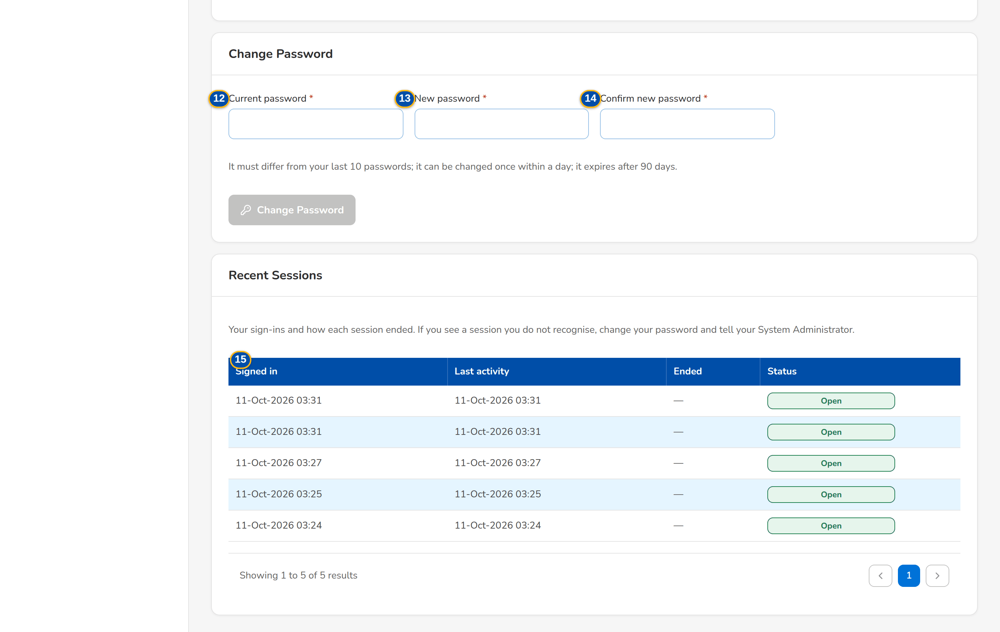 Change Password
12 Current password * 13 New password * 14 Confirm new password *
It must differ from your last 10 passwords; it can be changed once within a day; it expires after 90 days.
Change Password
Recent Sessions
Your sign-ins and how each session ended. If you see a session you do not recognise, change your password and tell your System Administrator.
15
Signed in Last activity Ended Status
11-Oct-2026 03:31 11-Oct-2026 03:31 — Open
11-Oct-2026 03:31 11-Oct-2026 03:31 — Open
11-Oct-2026 03:27 11-Oct-2026 03:27 — Open
11-Oct-2026 03:25 11-Oct-2026 03:25 — Open
11-Oct-2026 03:24 11-Oct-2026 03:24 — Open
Showing 1 to 5 of 5 results 1